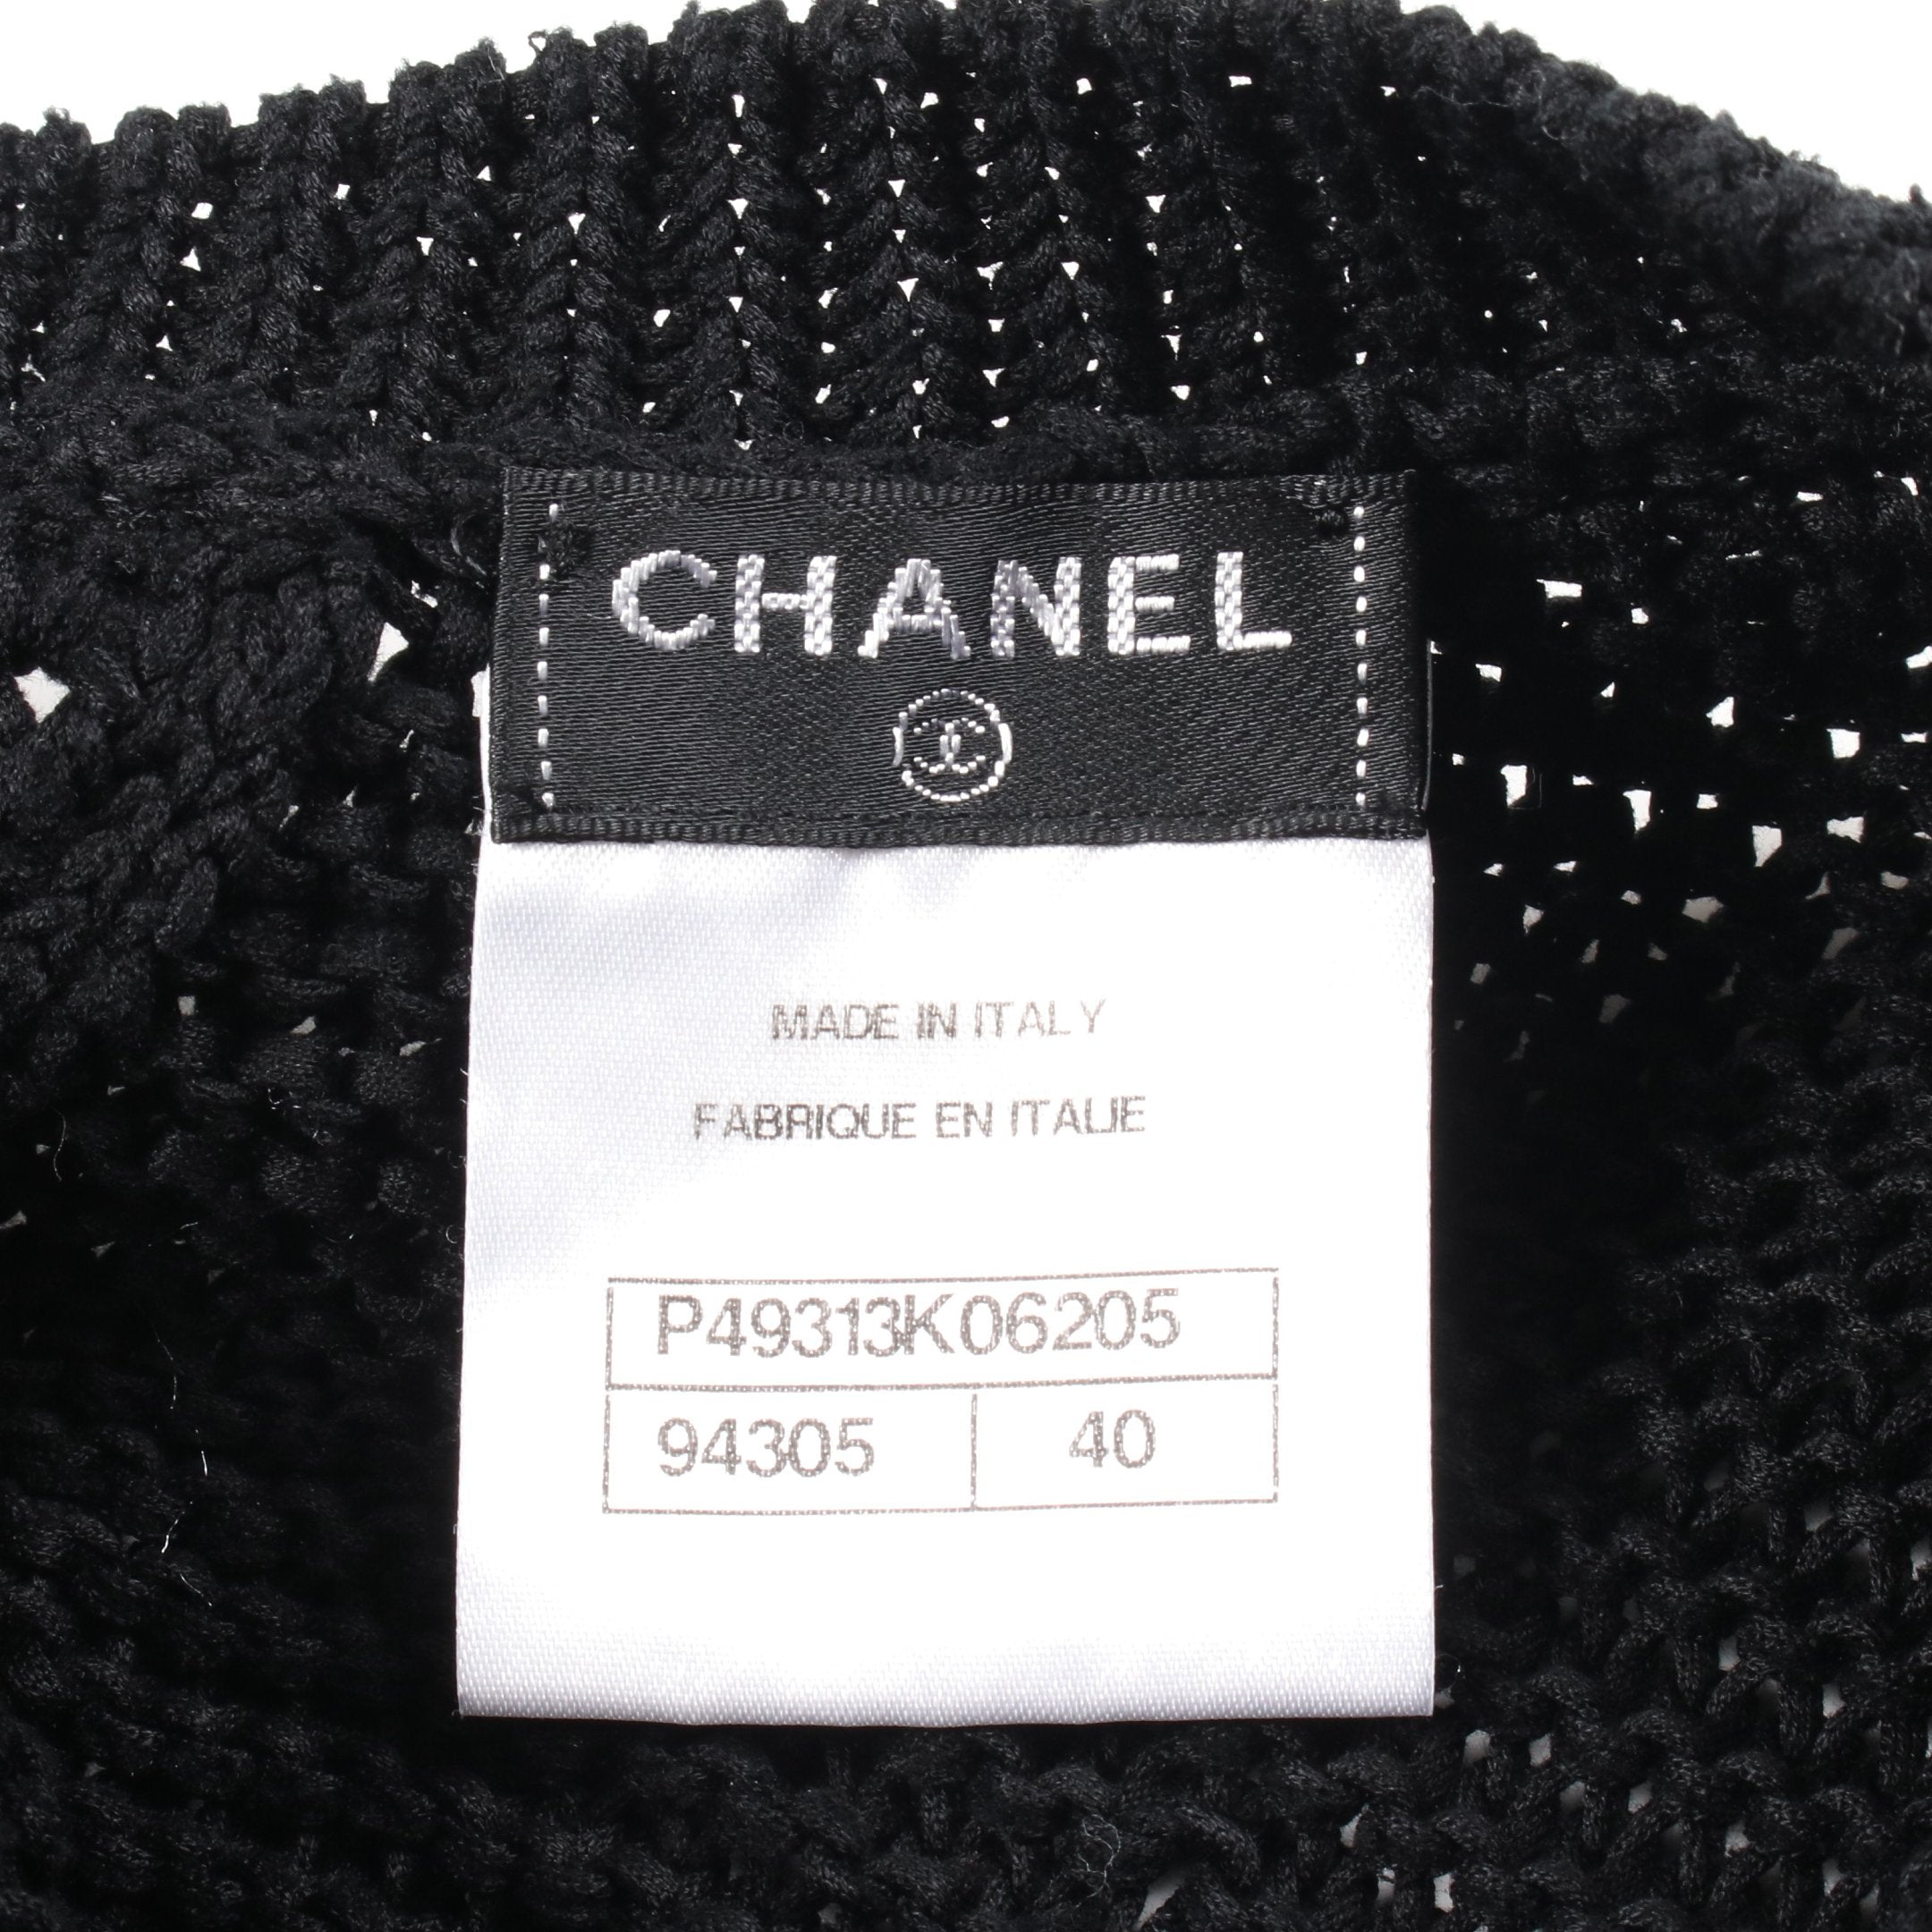 CHANEL
MADE IN ITALY
FABRIQUE EN ITALIE
P49313K06205
94305 40